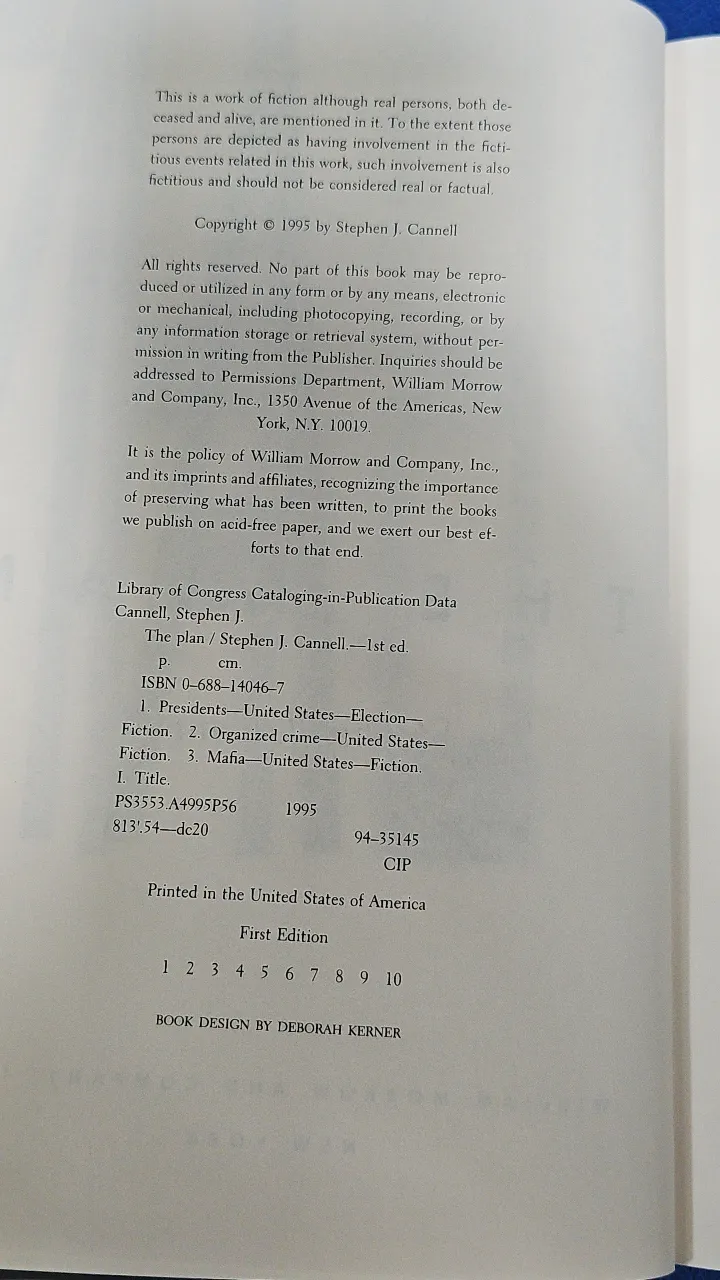 This is a work of fiction although real persons, both de-
ceased and alive, are mentioned in it. To the extent those
persons are depicted as having involvement in the ficti-
tious events related in this work, such involvement is also
fictitious and should not be considered real or factual.
Copyright © 1995 by Stephen J. Cannell
All rights reserved. No part of this book may be repro-
duced or utilized in any form or by any means, electronic
or mechanical, including photocopying, recording, or by
any information storage or retrieval system, without per-
mission in writing from the Publisher. Inquiries should be
addressed to Permissions Department, William Morrow
and Company, Inc., 1350 Avenue of the Americas, New
York, N.Y. 10019.
It is the policy of William Morrow and Company, Inc.,
and its imprints and affiliates, recognizing the importance
of preserving what has been written, to print the books
we publish on acid-free paper, and we exert our best ef-
forts to that end.
Library of Congress Cataloging-in-Publication Data
Cannell, Stephen J.
The plan / Stephen J. Cannell.—1st ed.
p. cm.
ISBN 0–688–14046–7
1. Presidents—United States—Election—
Fiction. 2. Organized crime—United States—
Fiction. 3. Mafia—United States—Fiction.
I. Title.
PS3553.A4995P56 1995
813'.54—dc20
94–35145
CIP
Printed in the United States of America
First Edition
1 2 3 4 5 6 7 8 9 10
BOOK DESIGN BY DEBORAH KERNER